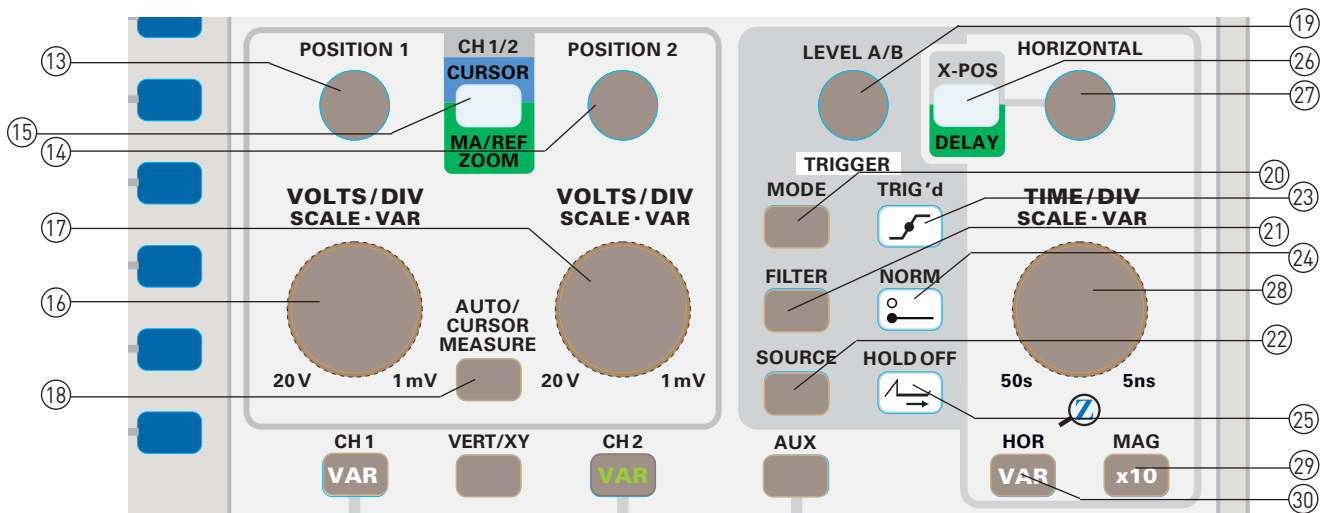 POSITION 1
CH 1/2
POSITION 2
LEVEL A/B
HORIZONTAL
19
13
CURSOR
X-POS
26
27
15
14
MA/REF
ZOOM
DELAY
TRIGGER
20
VOLTS/DIV
SCALE · VAR
VOLTS/DIV
SCALE · VAR
MODE
TRIG'd
TIME/DIV
SCALE · VAR
23
17
21
FILTER
NORM
24
16
AUTO/
CURSOR
MEASURE
28
22
SOURCE
HOLD OFF
20 V
1 mV
20 V
1 mV
50s
5ns
18
Z
25
CH 1
VERT/XY
CH 2
AUX
HOR
MAG
VAR
VAR
VAR
x10
29
30